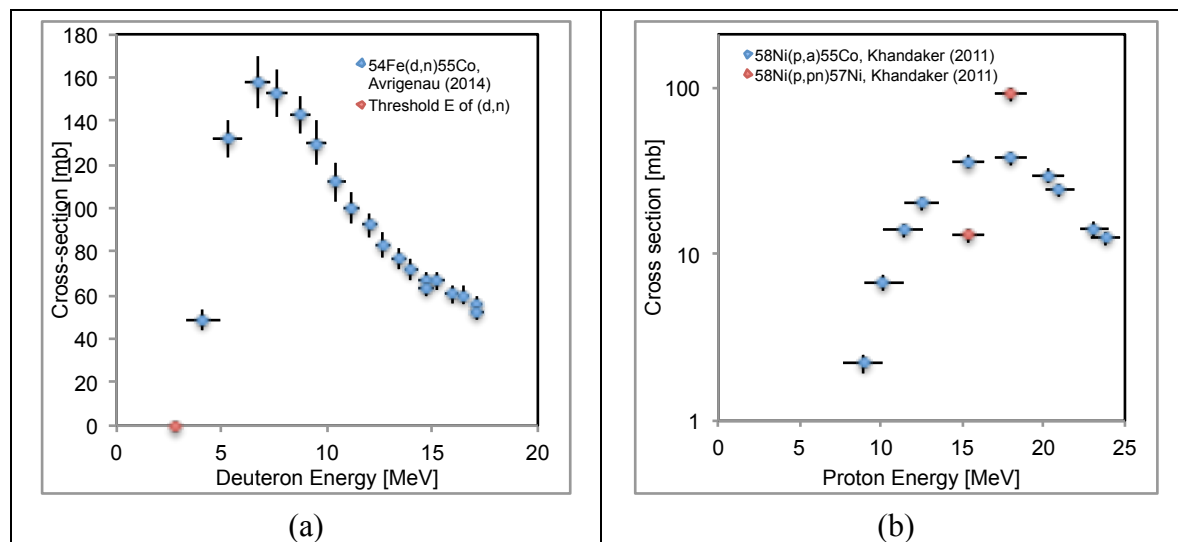 180
160
140
120
100
80
60
40
20
0
Cross-section [mb]
54Fe(d,n)55Co,
Avrigenau (2014)
Threshold E of (d,n)
0 5 10 15 20
Deuteron Energy [MeV]
(a)
100
10
1
Cross section [mb]
58Ni(p,a)55Co, Khandaker (2011)
58Ni(p,pn)57Ni, Khandaker (2011)
0 5 10 15 20 25
Proton Energy [MeV]
(b)